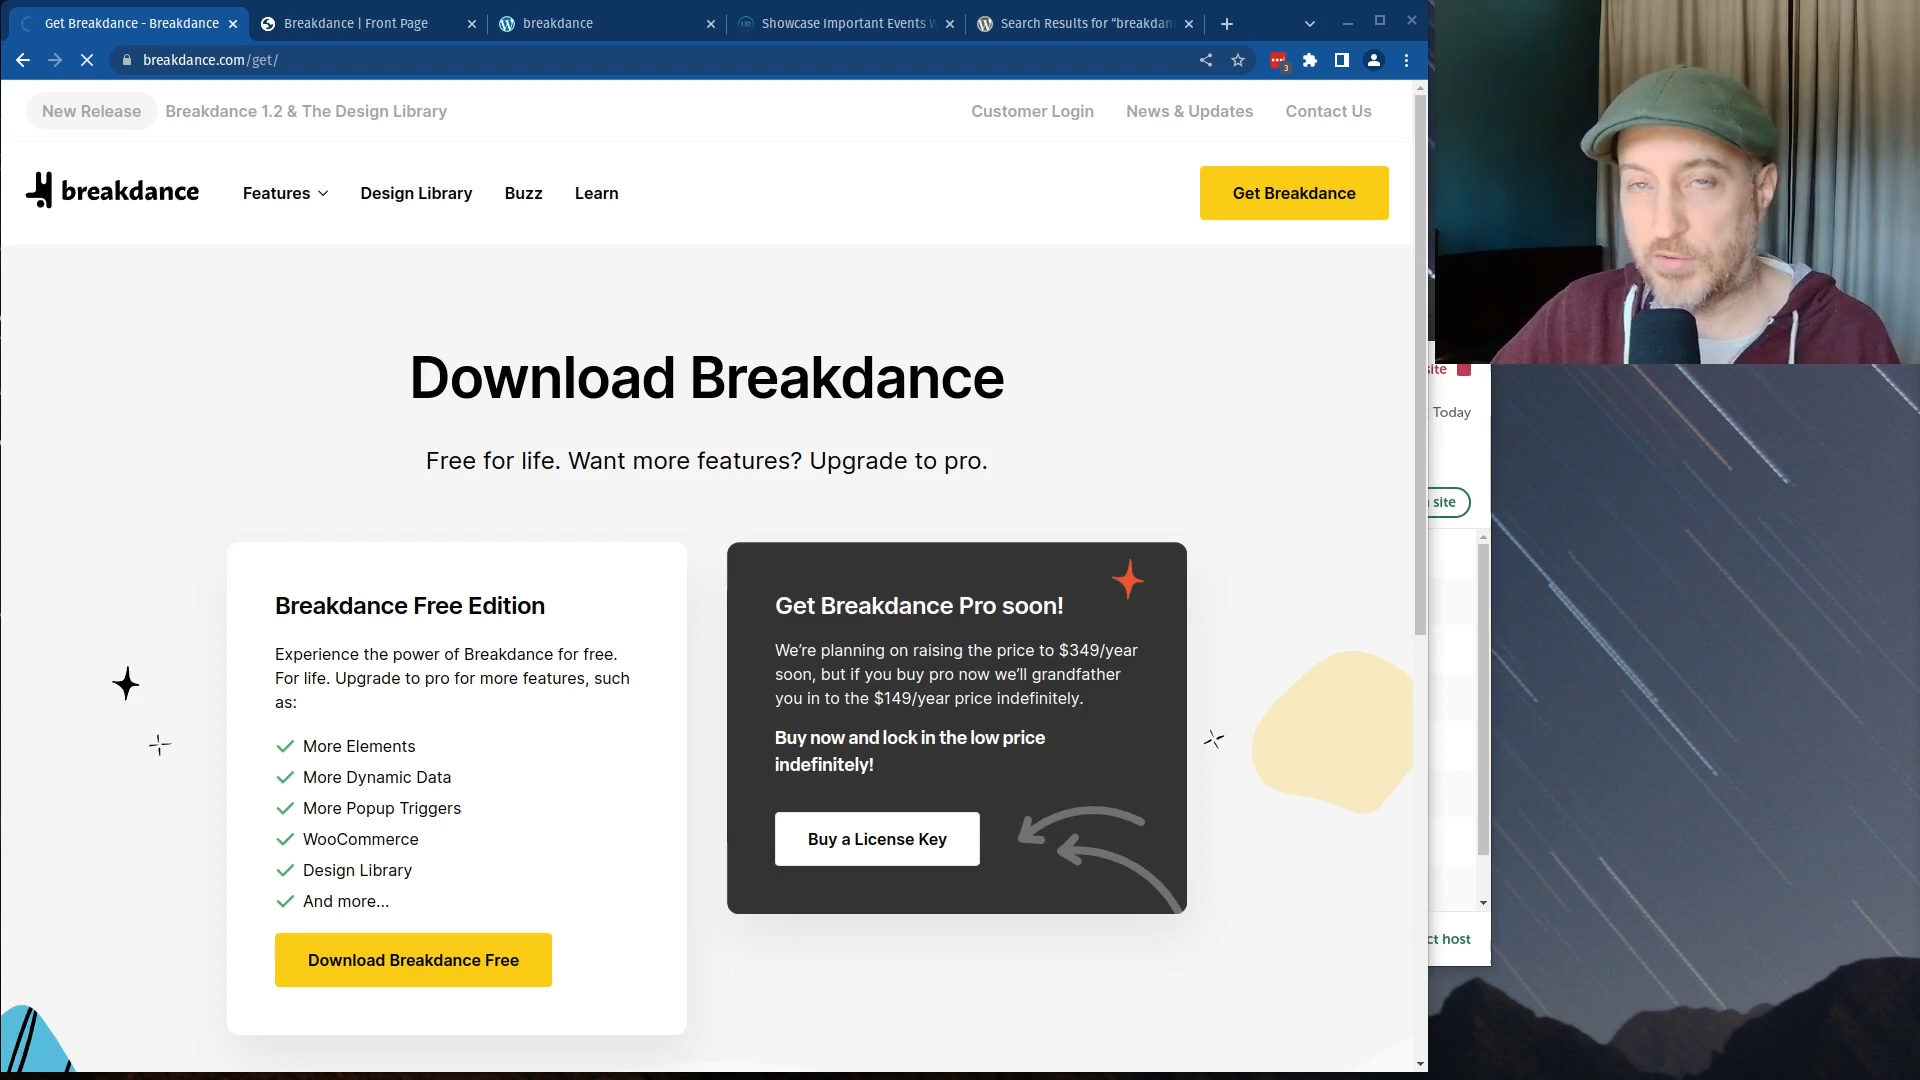 Get Breakdance - Breakdance
Breakdance | Front Page
breakdance
Showcase Important Events
Search Results for “breakdan
breakdance.com/get/
3
New Release
Breakdance 1.2 & The Design Library
Customer Login
News & Updates
Contact Us
breakdance
Features
Design Library
Buzz
Learn
Get Breakdance
Download Breakdance
Free for life. Want more features? Upgrade to pro.
Breakdance Free Edition
Experience the power of Breakdance for free.
For life. Upgrade to pro for more features, such
as:
More Elements
More Dynamic Data
More Popup Triggers
WooCommerce
Design Library
And more...
Download Breakdance Free
Get Breakdance Pro soon!
We’re planning on raising the price to $349/year
soon, but if you buy pro now we’ll grandfather
you in to the $149/year price indefinitely.
Buy now and lock in the low price
indefinitely!
Buy a License Key
site
Today
site
ct host